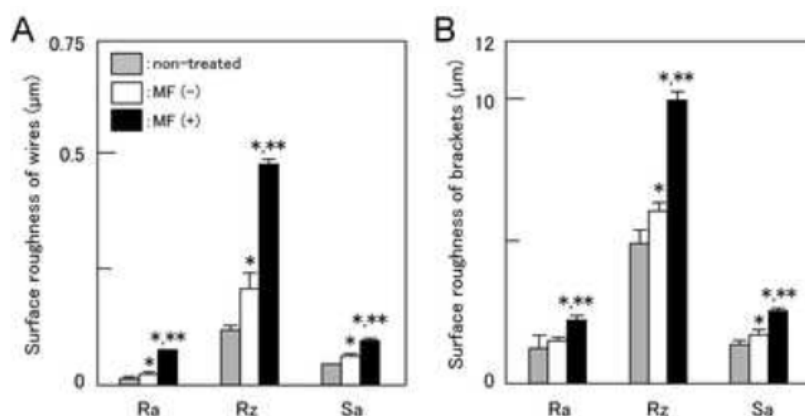 A
Surface roughness of wires (μm)
0.75
0.5
0
:non-treated
:MF (-)
:MF (+)
*
*,**
*
*,**
*
*,**
Ra
Rz
Sa
B
Surface roughness of brackets (μm)
12
10
0
*,**
*
*,**
*
*,**
Ra
Rz
Sa